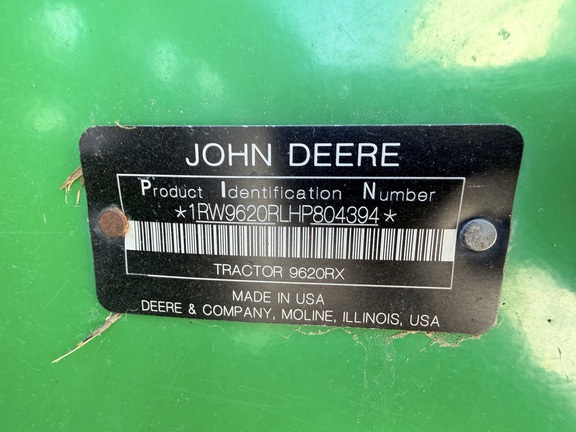 JOHN DEERE
Product Identification Number
*1RW9620RLHP804394*
TRACTOR 9620RX
MADE IN USA
DEERE & COMPANY, MOLINE, ILLINOIS, USA